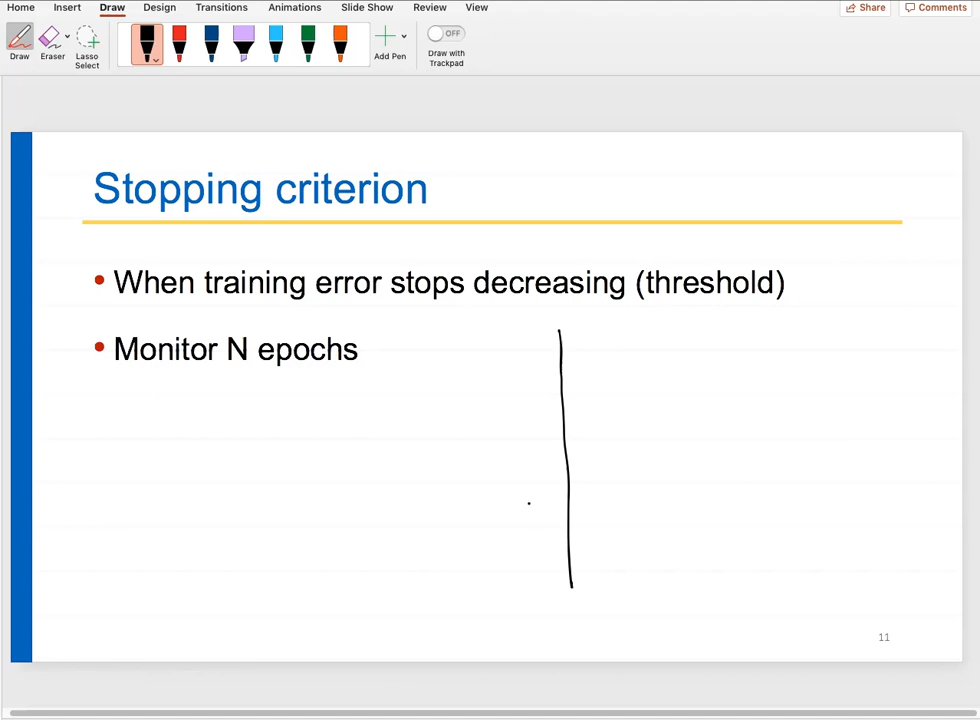 Home Insert Draw Design Transitions Animations Slide Show Review View Share Comments
OFF
Draw Eraser Lasso Select Add Pen Draw with Trackpad
Stopping criterion
• When training error stops decreasing (threshold)
• Monitor N epochs
11